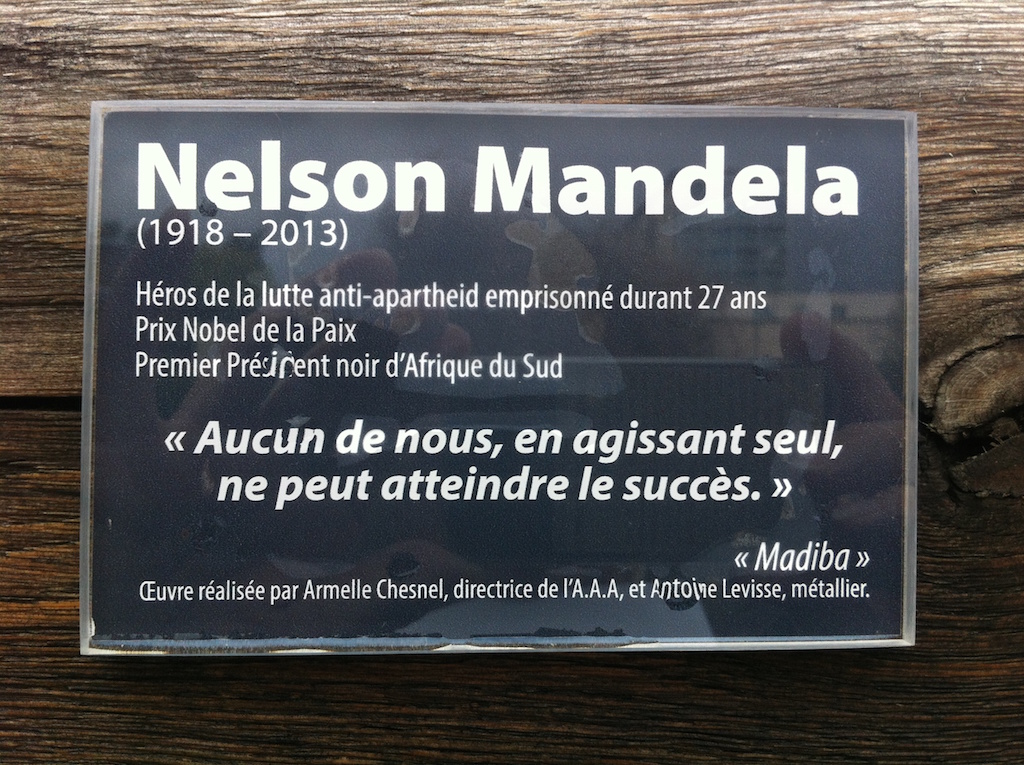 Nelson Mandela
(1918 – 2013)
Héros de la lutte anti-apartheid emprisonné durant 27 ans
Prix Nobel de la Paix
Premier Président noir d’Afrique du Sud
« Aucun de nous, en agissant seul,
ne peut atteindre le succès. »
« Madiba »
Œuvre réalisée par Armelle Chesnel, directrice de l’A.A.A, et Antoine Levisse, métallier.